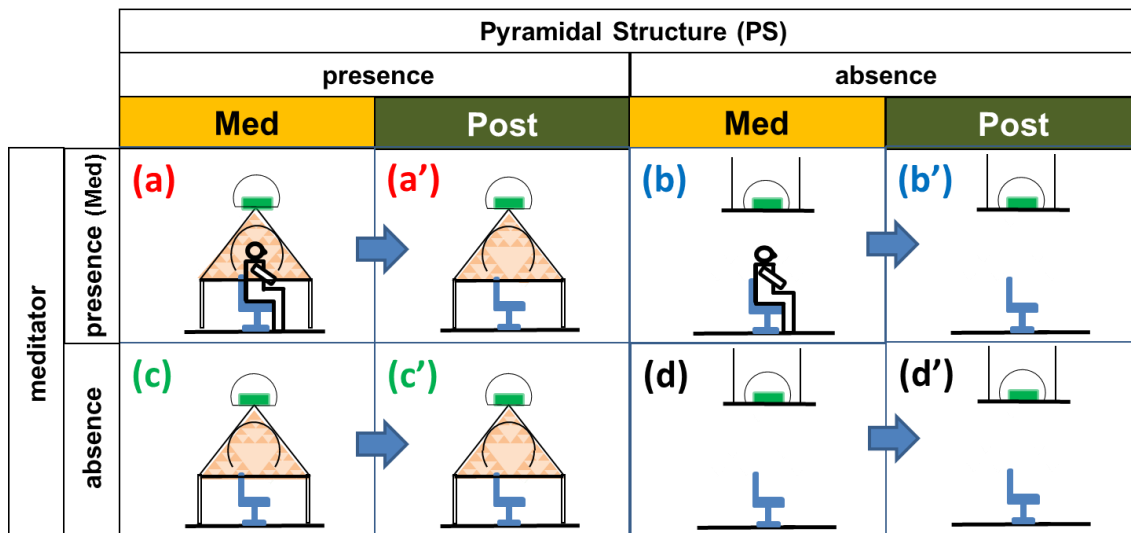 Pyramidal Structure (PS)
presence absence
Med Post Med Post
meditator
presence (Med)
(a) (a’) (b) (b’)
absence
(c) (c’) (d) (d’)